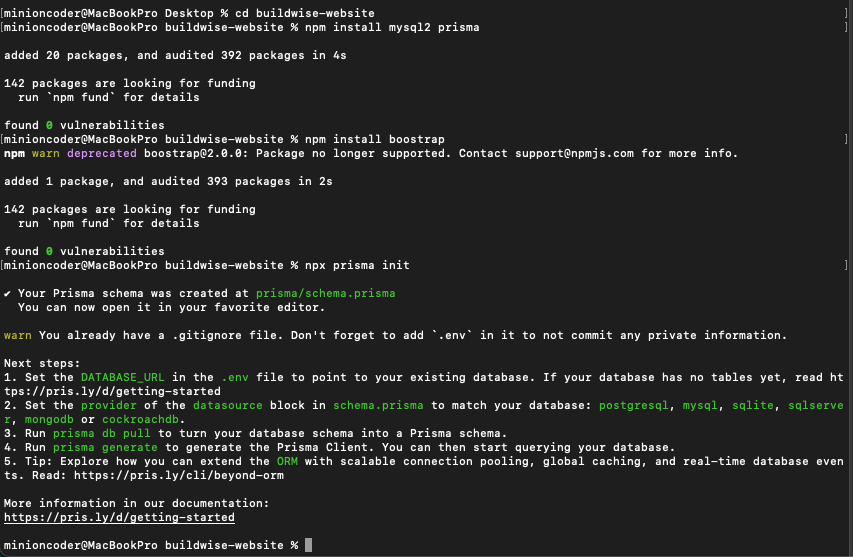 [minioncoder@MacBookPro Desktop % cd buildwise-website ]
[minioncoder@MacBookPro buildwise-website % npm install mysql2 prisma ]
added 20 packages, and audited 392 packages in 4s
142 packages are looking for funding
run `npm fund` for details
found 0 vulnerabilities
[minioncoder@MacBookPro buildwise-website % npm install boostrap ]
npm warn deprecated boostrap@2.0.0: Package no longer supported. Contact support@npmjs.com for more info.
added 1 package, and audited 393 packages in 2s
142 packages are looking for funding
run `npm fund` for details
found 0 vulnerabilities
[minioncoder@MacBookPro buildwise-website % npx prisma init ]
✔ Your Prisma schema was created at prisma/schema.prisma
You can now open it in your favorite editor.
warn You already have a .gitignore file. Don't forget to add `.env` in it to not commit any private information.
Next steps:
1. Set the DATABASE_URL in the .env file to point to your existing database. If your database has no tables yet, read ht
tps://pris.ly/d/getting-started
2. Set the provider of the datasource block in schema.prisma to match your database: postgresql, mysql, sqlite, sqlserve
r, mongodb or cockroachdb.
3. Run prisma db pull to turn your database schema into a Prisma schema.
4. Run prisma generate to generate the Prisma Client. You can then start querying your database.
5. Tip: Explore how you can extend the ORM with scalable connection pooling, global caching, and real-time database even
ts. Read: https://pris.ly/cli/beyond-orm
More information in our documentation:
https://pris.ly/d/getting-started
minioncoder@MacBookPro buildwise-website %